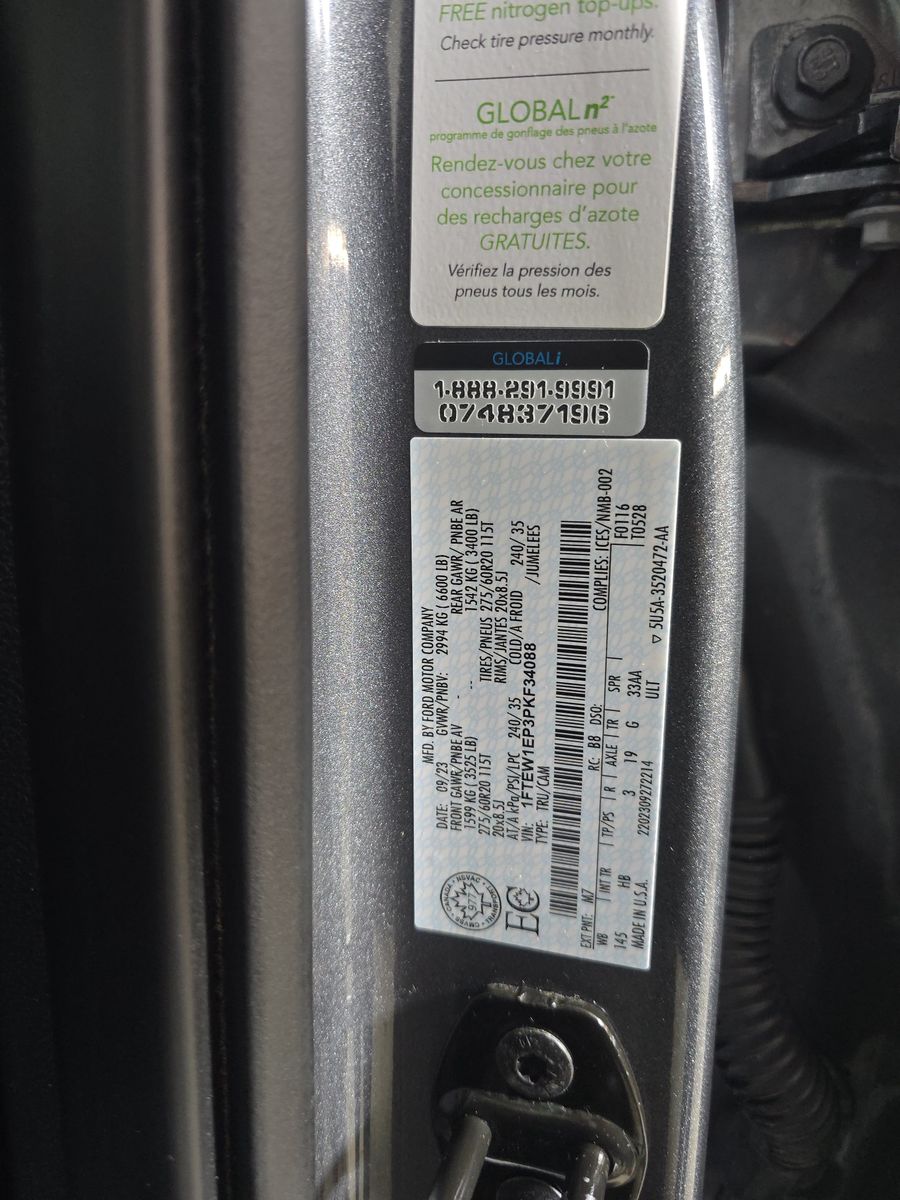 FREE nitrogen top-ups.
Check tire pressure monthly.
GLOBAL n²
programme de gonflage des pneus à l'azote
Rendez-vous chez votre
concessionnaire pour
des recharges d'azote
GRATUITES.
Vérifiez la pression des
pneus tous les mois.
GLOBALi
1-888-291-9991
074837196
MFD. BY FORD MOTOR COMPANY
DATE: 09/23 GVWR/PNBV: 2994 KG ( 6600 LB)
FRONT GAWR/PNBE AV - REAR GAWR/ PNBE AR
1599 KG ( 3525 LB) -- 1542 KG ( 3400 LB)
275/60R20 115T TIRES/PNEUS 275/60R20 115T
20x8.5J RIMS/JANTES 20x8.5J
AT/A kPa/PSI/LPC 240/ 35 COLD/A FROID 240/ 35
VIN: 1FTEW1EP3PKF34088 /JUMELEES
TYPE: TRU/CAM
EC
EXT PNT: M7 RC: B8 DSO: COMPLIES: ICES/NMB-002
WB INT TR TP/PS R AXLE TR SPR F0116
145 HB 3 19 G 33AA T0528
ULT
MADE IN U.S.A. 2202309272214 ▽ 5U5A-3520472-AA